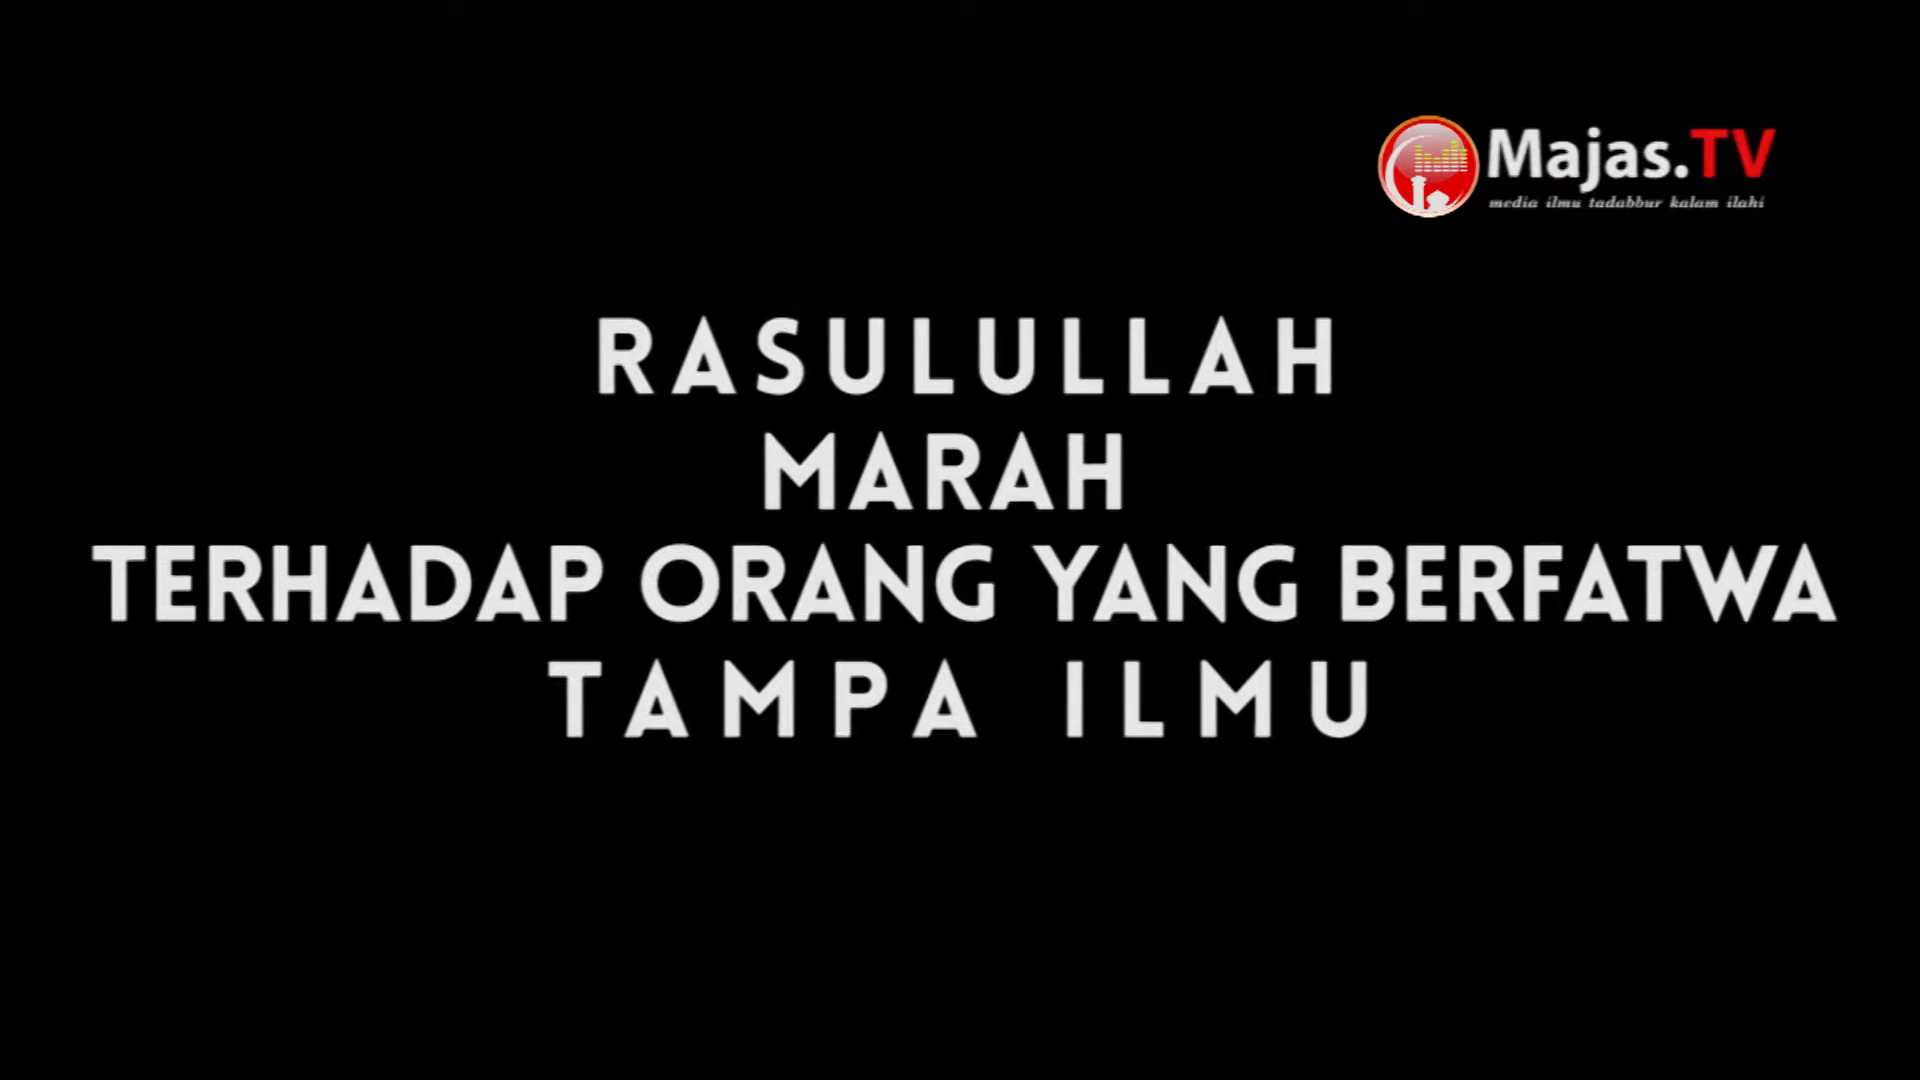 Majas.TV
media ilmu tadabbur kalam ilahi
RASULULLAH
MARAH
TERHADAP ORANG YANG BERFATWA
TAMPA ILMU